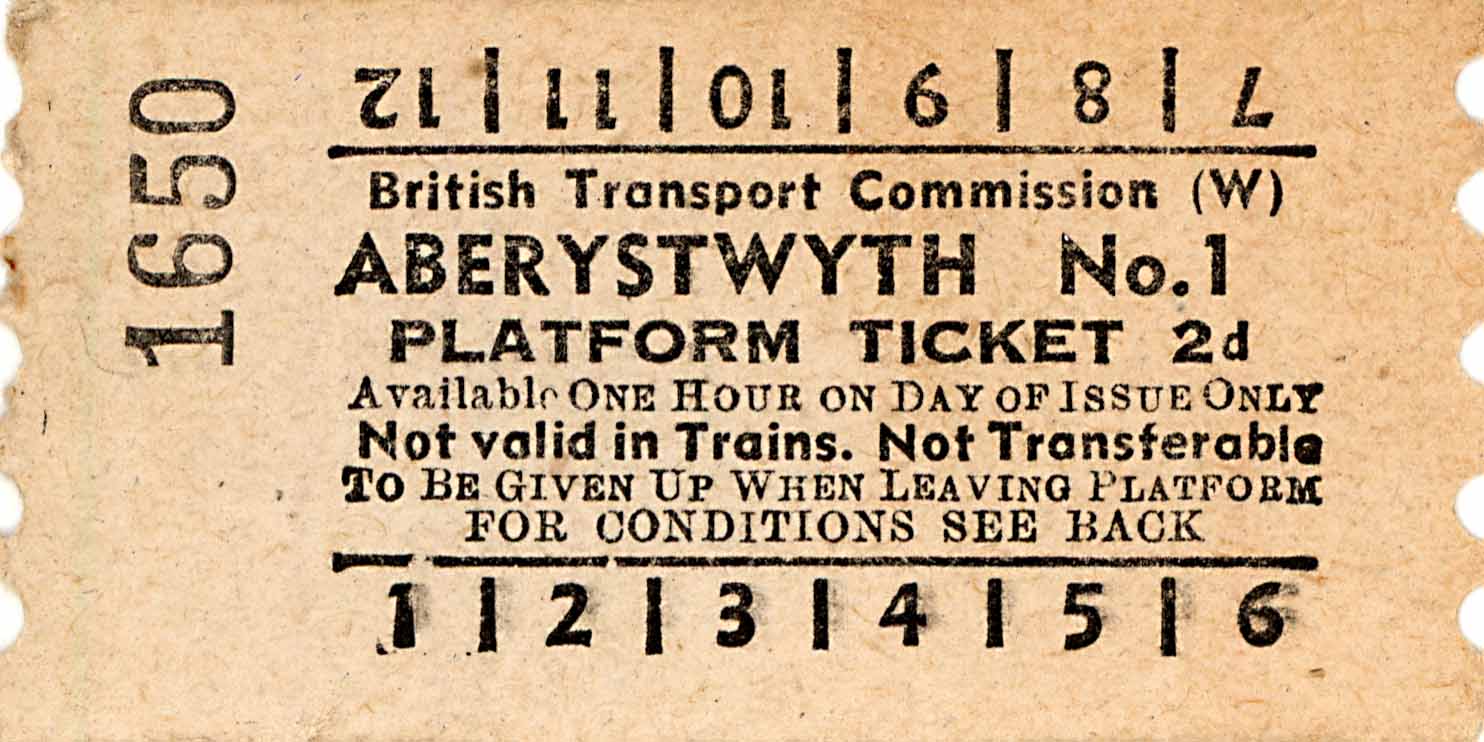 1650
12 | 11 | 10 | 9 | 8 | 7
British Transport Commission (W)
ABERYSTWYTH No.1
PLATFORM TICKET 2d
Available ONE HOUR ON DAY OF ISSUE ONLY
Not valid in Trains. Not Transferable
TO BE GIVEN UP WHEN LEAVING PLATFORM
FOR CONDITIONS SEE BACK
1 | 2 | 3 | 4 | 5 | 6